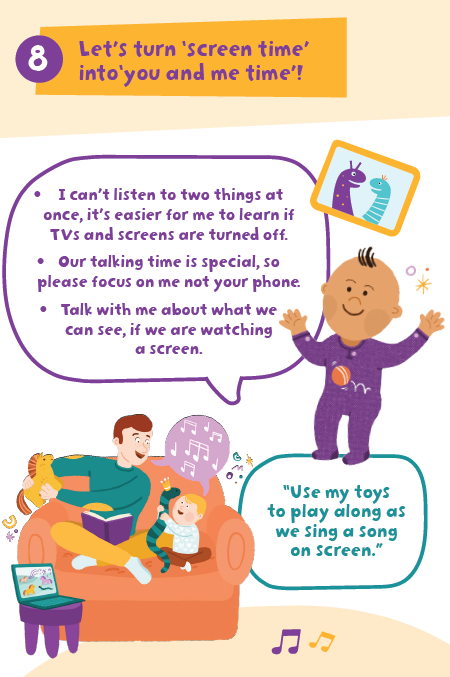 8
Let's turn 'screen time'
into'you and me time'!
• I can't listen to two things at
once, it's easier for me to learn if
TVs and screens are turned off.
• Our talking time is special, so
please focus on me not your phone.
• Talk with me about what we
can see, if we are watching
a screen.
"Use my toys
to play along as
we sing a song
on screen."